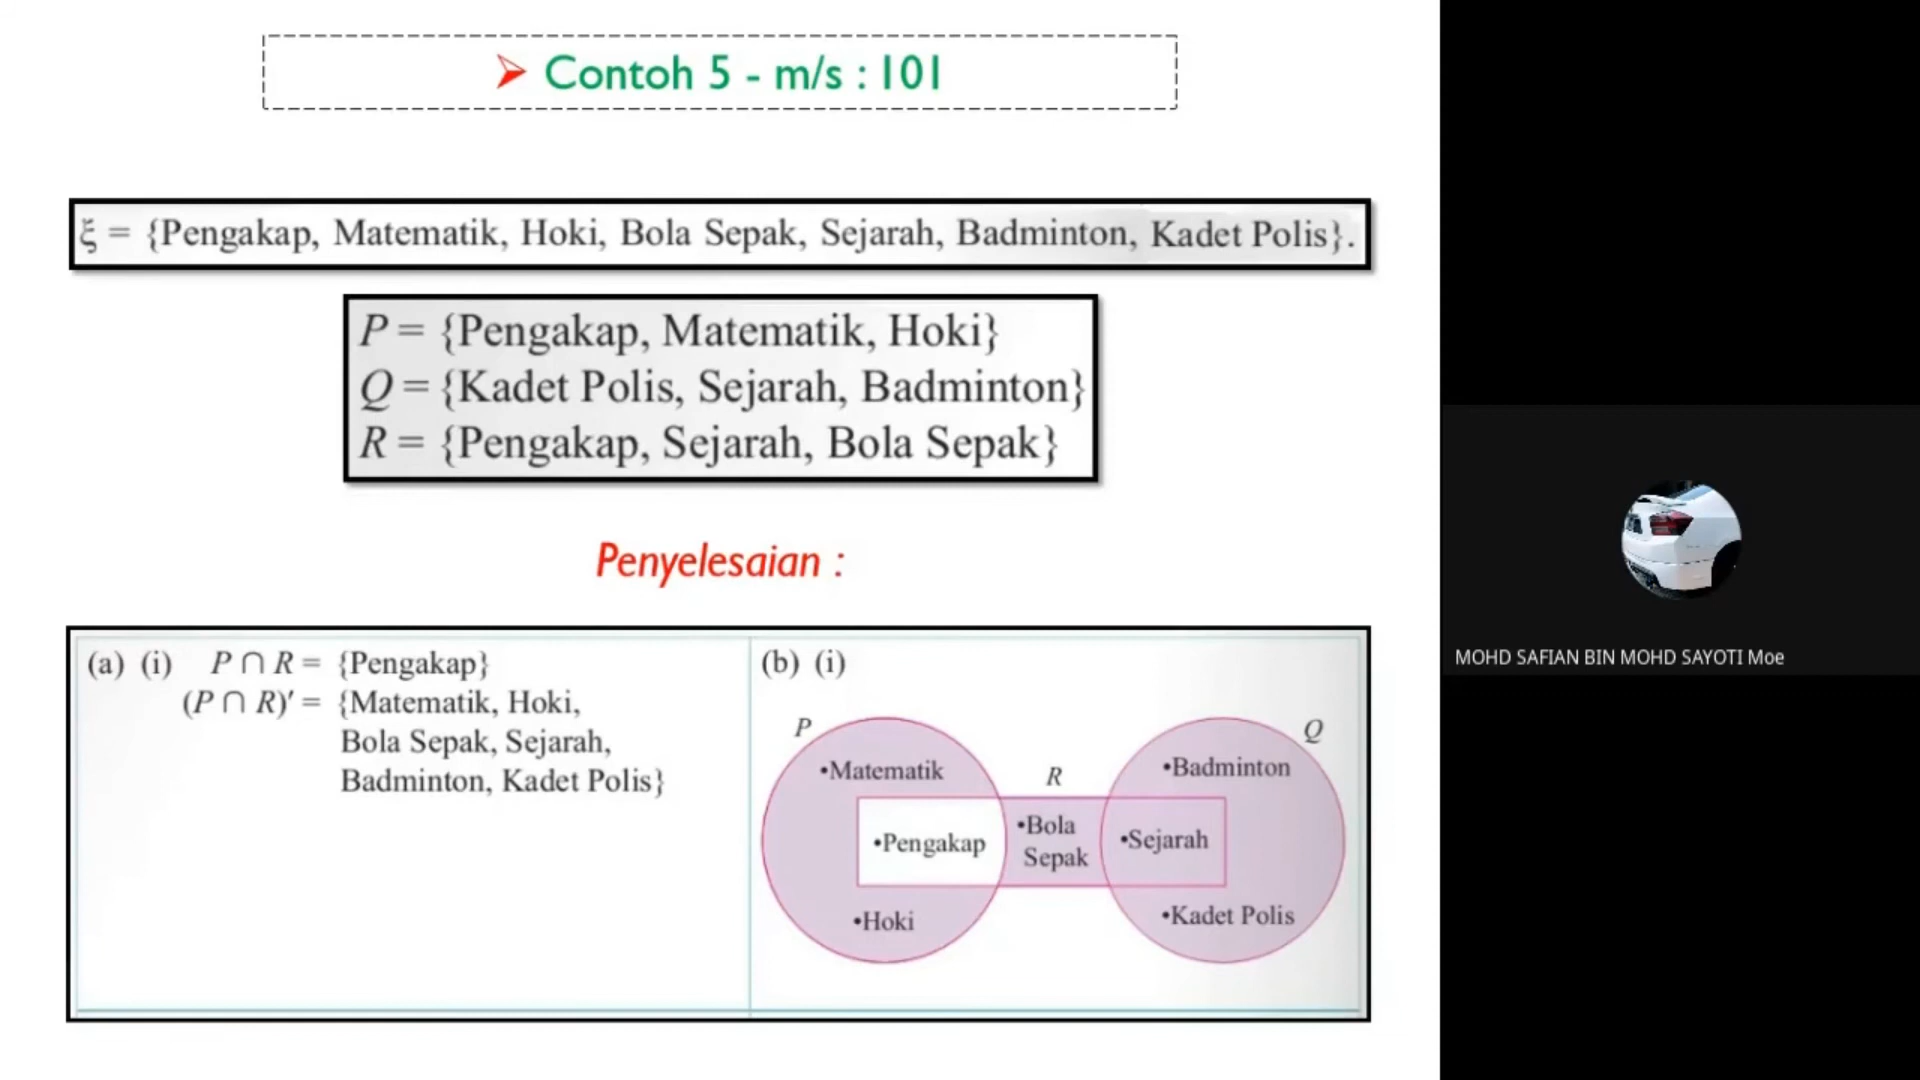 ➢ Contoh 5 - m/s : 101
ξ = {Pengakap, Matematik, Hoki, Bola Sepak, Sejarah, Badminton, Kadet Polis}.
P = {Pengakap, Matematik, Hoki}
Q = {Kadet Polis, Sejarah, Badminton}
R = {Pengakap, Sejarah, Bola Sepak}
Penyelesaian :
(a) (i) P ∩ R = {Pengakap}
(P ∩ R)′ = {Matematik, Hoki,
Bola Sepak, Sejarah,
Badminton, Kadet Polis}
(b) (i)
P
Q
R
•Matematik
•Badminton
•Pengakap
•Bola
Sepak
•Sejarah
•Hoki
•Kadet Polis
MOHD SAFIAN BIN MOHD SAYOTI Moe